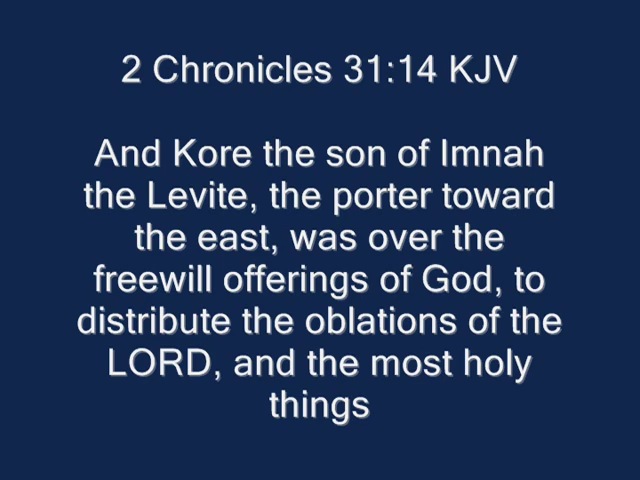 2 Chronicles 31:14 KJV
And Kore the son of Imnah
the Levite, the porter toward
the east, was over the
freewill offerings of God, to
distribute the oblations of the
LORD, and the most holy
things